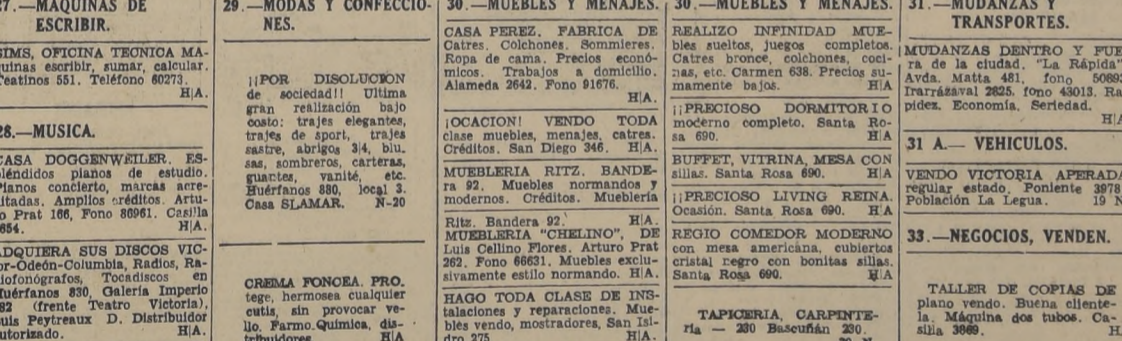 27.—MAQUINAS DE
ESCRIBIR.
SIMS, OFICINA TECNICA MA-
quinas escribir, sumar, calcular.
Teatinos 551. Teléfono 60273.
H|A.
28.—MUSICA.
CASA DOGGENWEILER. ES-
pléndidos pianos de estudio.
Pianos concierto, marcas acre-
ditadas. Amplios créditos. Artu-
o Prat 166, Fono 86961. Casilla
654. H|A.
ADQUIERA SUS DISCOS VIC-
or-Odeón-Columbia, Radios, Ra-
diofonógrafos, Tocadiscos en
Huérfanos 830, Galería Imperio
82 (frente Teatro Victoria),
Luis Peytreaux D. Distribuidor
autorizado. H|A.
29.—MODAS Y CONFECCIO-
NES.
¡¡POR DISOLUCION
de sociedad!! Ultima
gran realización bajo
costo: trajes elegantes,
trajes de sport, trajes
sastre, abrigos 3|4, blu.
sas, sombreros, carteras,
guantes, vanité, etc.
Huérfanos 880, local 3.
Casa SLAMAR. N-20
CREMA FONCEA. PRO.
tege, hermosea cualquier
cutis, sin provocar ve-
llo. Farmo.Química, dis-
tribuidores. H|A
30.—MUEBLES Y MENAJES.
CASA PEREZ. FABRICA DE
Catres. Colchones. Sommieres.
Ropa de cama. Precios econó-
micos. Trabajos a domicilio.
Alameda 2642. Fono 91676.
H|A.
¡OCACION! VENDO TODA
clase muebles, menajes, catres.
Créditos. San Diego 346. H|A.
MUEBLERIA RITZ. BANDE-
ra 92. Muebles normandos y
modernos. Créditos. Mueblería
Ritz. Bandera 92. H|A.
MUEBLERIA "CHELINO", DE
Luis Cellino Flores. Arturo Prat
262. Fono 66631. Muebles exclu-
sivamente estilo normando. H|A.
HAGO TODA CLASE DE INS-
talaciones y reparaciones. Mue-
bles vendo, mostradores, San Isi-
dro 275
30.—MUEBLES Y MENAJES.
REALIZO INFINIDAD MUE-
bles sueltos, juegos completos.
Catres bronce, colchones, coci-
nas, etc. Carmen 638. Precios su-
mamente bajos. H|A
¡¡PRECIOSO DORMITORIO
moderno completo. Santa Ro-
sa 690. H|A
BUFFET, VITRINA, MESA CON
sillas. Santa Rosa 690. H|A
¡¡PRECIOSO LIVING REINA.
Ocasión. Santa Rosa 690. H|A
REGIO COMEDOR MODERNO
con mesa americana, cubiertos
cristal negro con bonitas sillas.
Santa Rosa 690. H|A
TAPICERIA, CARPINTE-
ría — 230 Bascuñán 230.
31.—MUDANZAS Y
TRANSPORTES.
MUDANZAS DENTRO Y FUE
ra de la ciudad. "La Rápida"
Avda. Matta 481, fono 50893
Irarrázaval 2825. fono 43013. Ra
pidez. Economía. Seriedad.
H|A
31 A.— VEHICULOS.
VENDO VICTORIA APERADA
regular estado. Poniente 3978
Población La Legua. 19 N
33.—NEGOCIOS, VENDEN.
TALLER DE COPIAS DE
plano vendo. Buena cliente-
la. Máquina dos tubos. Ca-
silla 3869. H